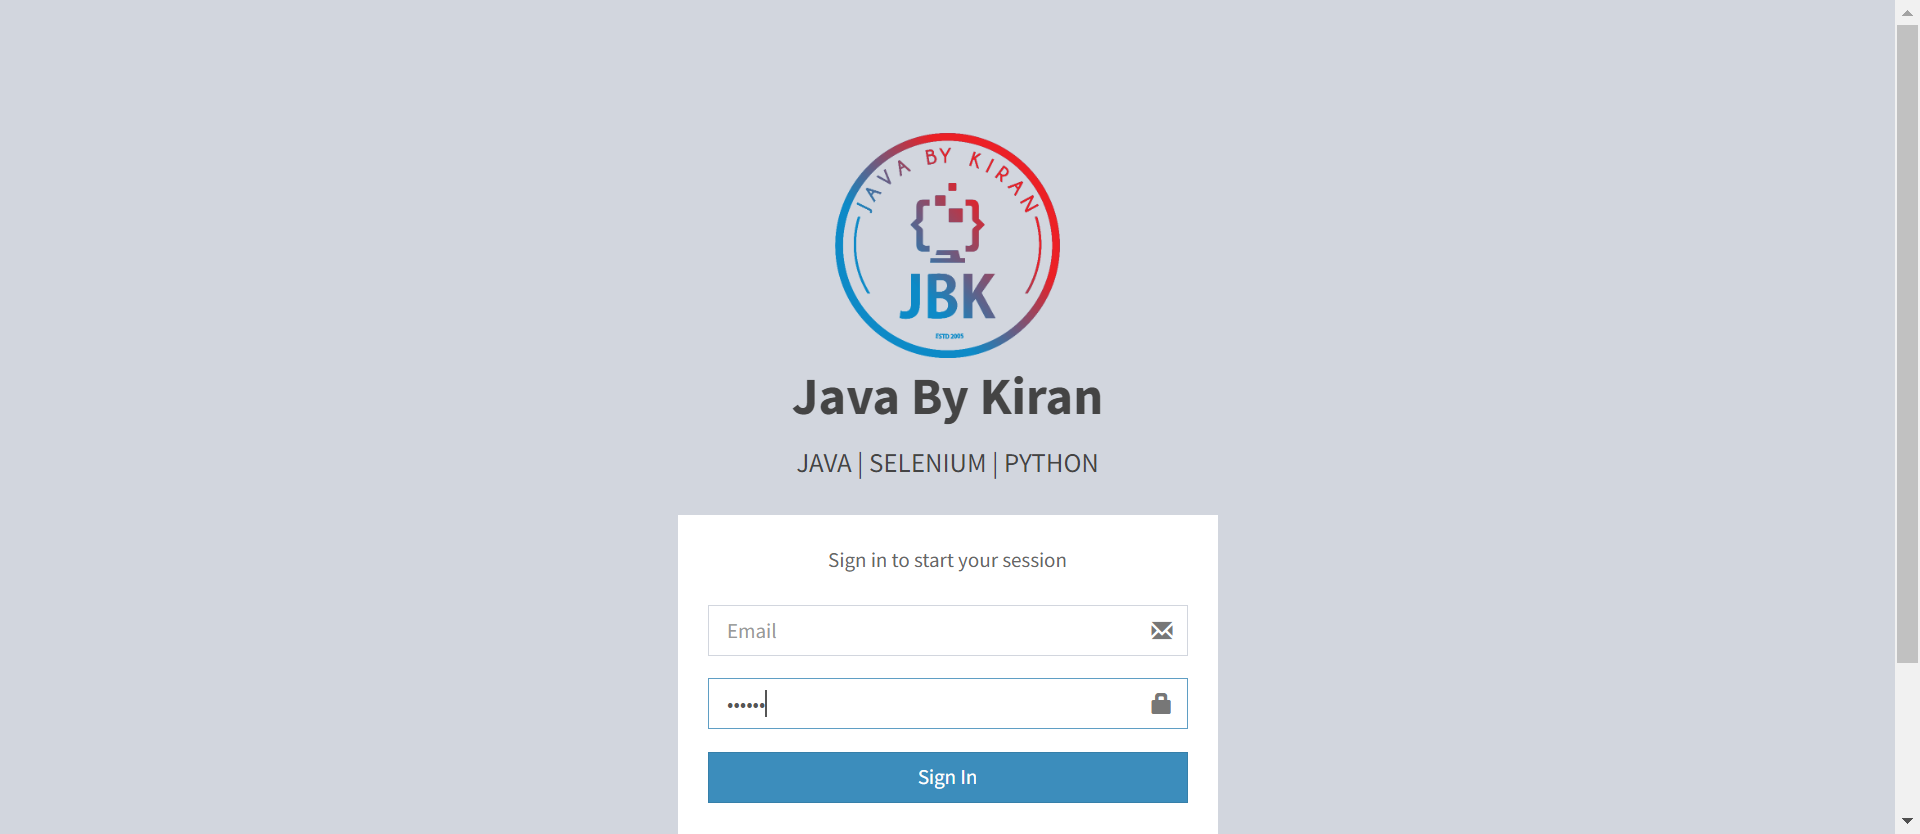 JAVA BY KIRAN
JBK
ESTD 2005
Java By Kiran
JAVA | SELENIUM | PYTHON
Sign in to start your session
Email
••••••
Sign In